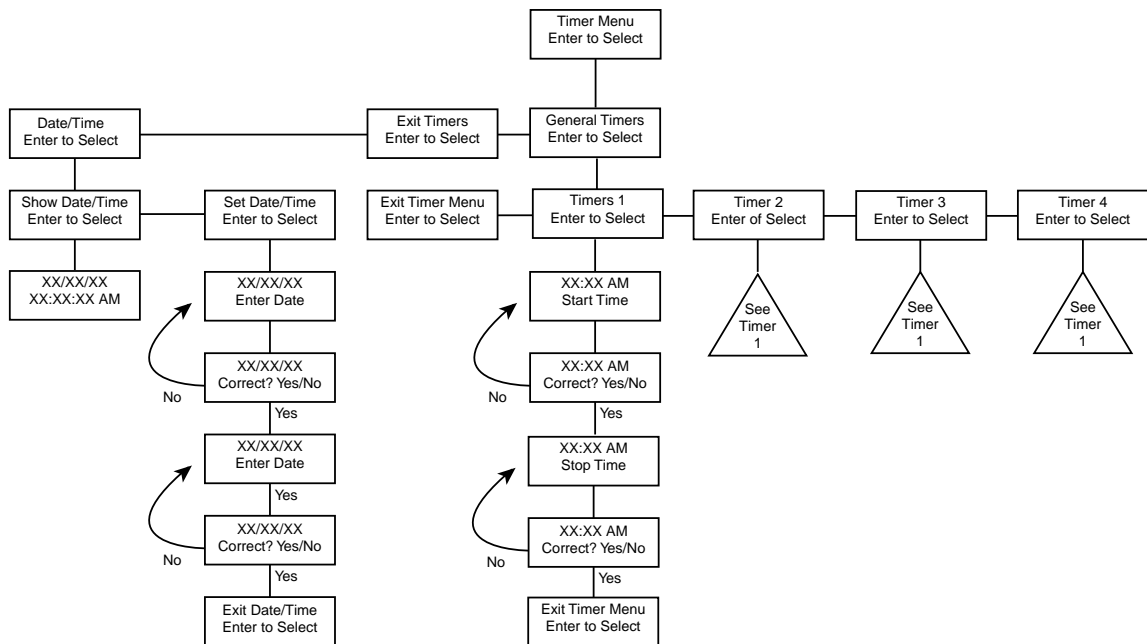 Timer Menu
Enter to Select
Date/Time
Enter to Select
Exit Timers
Enter to Select
General Timers
Enter to Select
Show Date/Time
Enter to Select
Set Date/Time
Enter to Select
Exit Timer Menu
Enter to Select
Timers 1
Enter to Select
Timer 2
Enter of Select
Timer 3
Enter to Select
Timer 4
Enter to Select
XX/XX/XX
XX:XX:XX AM
XX/XX/XX
Enter Date
XX:XX AM
Start Time
See
Timer
1
See
Timer
1
See
Timer
1
XX/XX/XX
Correct? Yes/No
No
Yes
XX:XX AM
Correct? Yes/No
No
Yes
XX/XX/XX
Enter Date
Yes
XX:XX AM
Stop Time
XX/XX/XX
Correct? Yes/No
No
Yes
XX:XX AM
Correct? Yes/No
No
Yes
Exit Date/Time
Enter to Select
Exit Timer Menu
Enter to Select